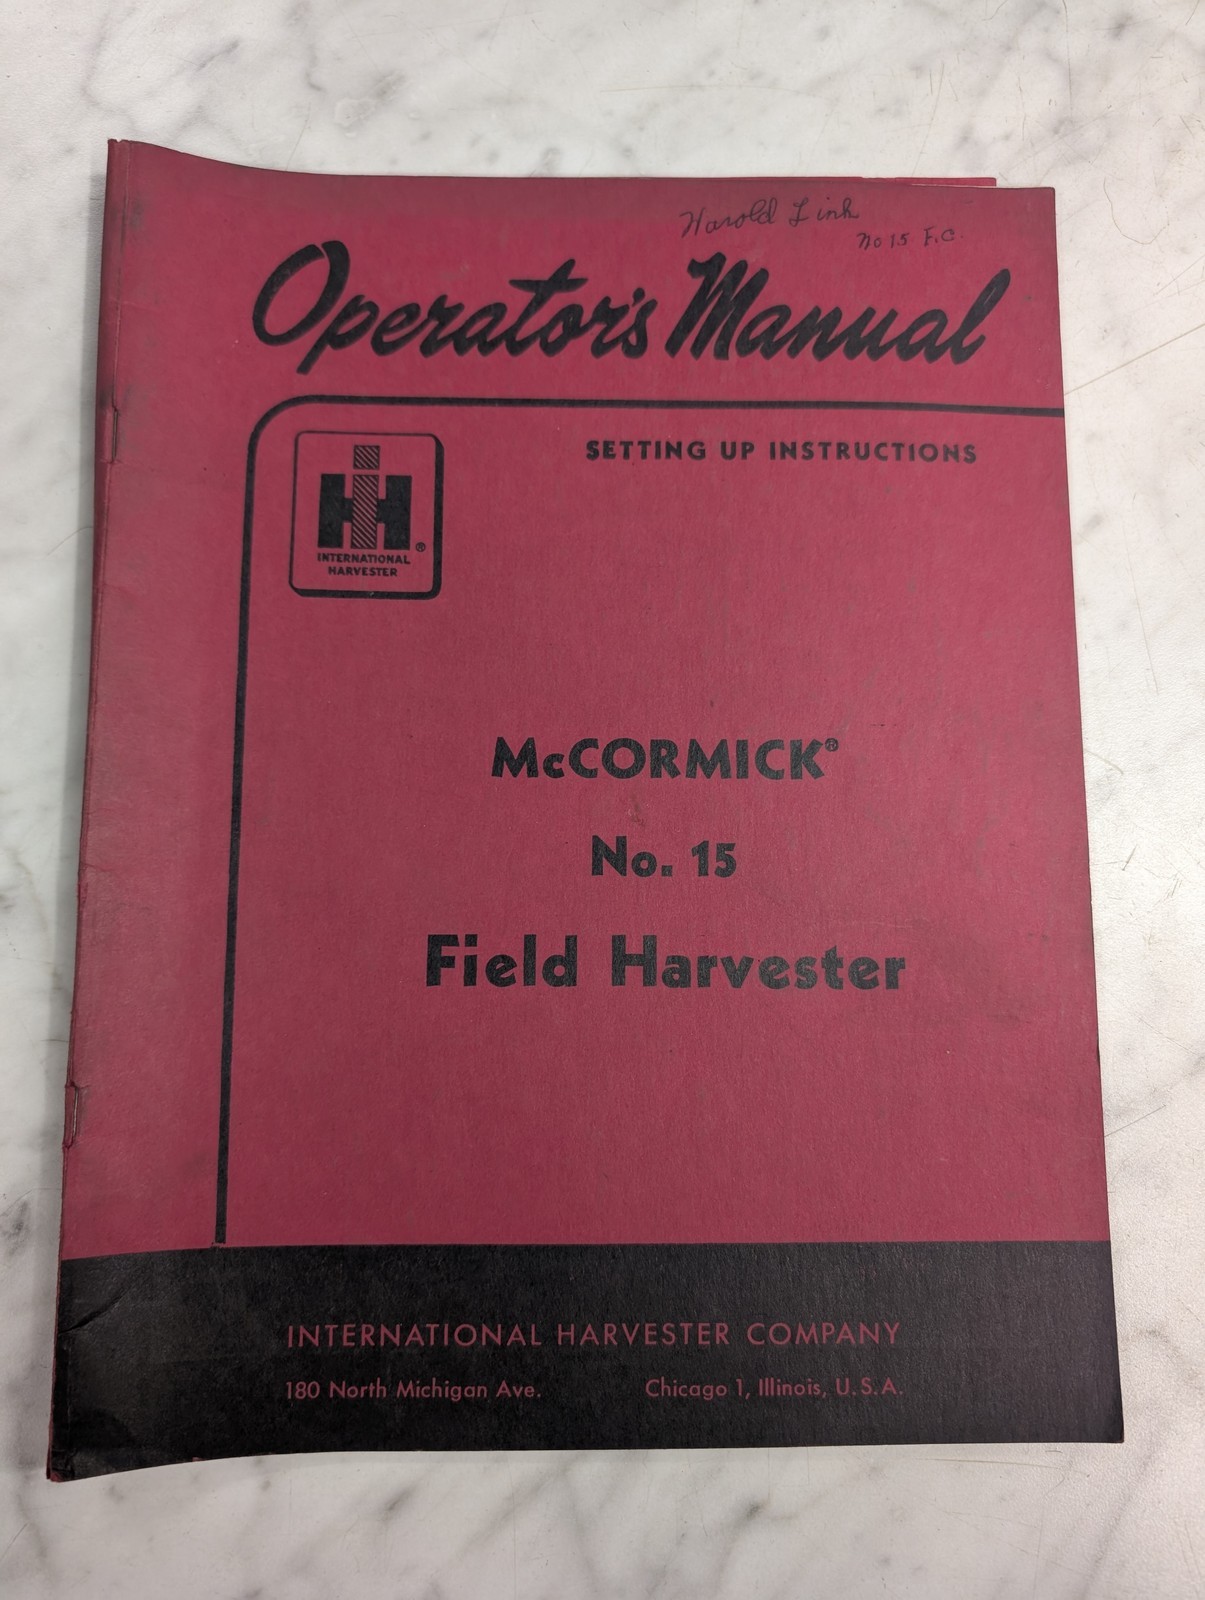 Harold Link
No 15 F.C.
Operator's Manual
SETTING UP INSTRUCTIONS
IH
INTERNATIONAL
HARVESTER
®
McCORMICK®
No. 15
Field Harvester
INTERNATIONAL HARVESTER COMPANY
180 North Michigan Ave. Chicago 1, Illinois, U.S.A.